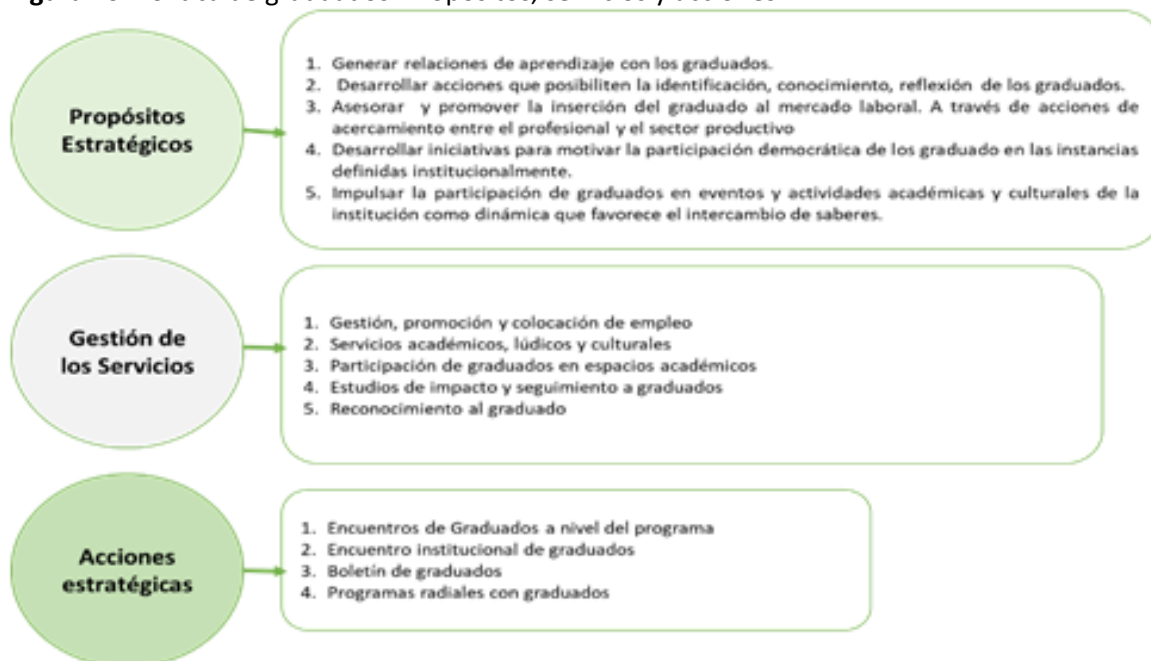 Propósitos
Estratégicos
1. Generar relaciones de aprendizaje con los graduados.
2. Desarrollar acciones que posibiliten la identificación, conocimiento, reflexión de los graduados.
3. Asesorar y promover la inserción del graduado al mercado laboral. A través de acciones de
acercamiento entre el profesional y el sector productivo
4. Desarrollar iniciativas para motivar la participación democrática de los graduado en las instancias
definidas institucionalmente.
5. Impulsar la participación de graduados en eventos y actividades académicas y culturales de la
institución como dinámica que favorece el intercambio de saberes.
Gestión de
los Servicios
1. Gestión, promoción y colocación de empleo
2. Servicios académicos, lúdicos y culturales
3. Participación de graduados en espacios académicos
4. Estudios de impacto y seguimiento a graduados
5. Reconocimiento al graduado
Acciones
estratégicas
1. Encuentros de Graduados a nivel del programa
2. Encuentro institucional de graduados
3. Boletín de graduados
4. Programas radiales con graduados